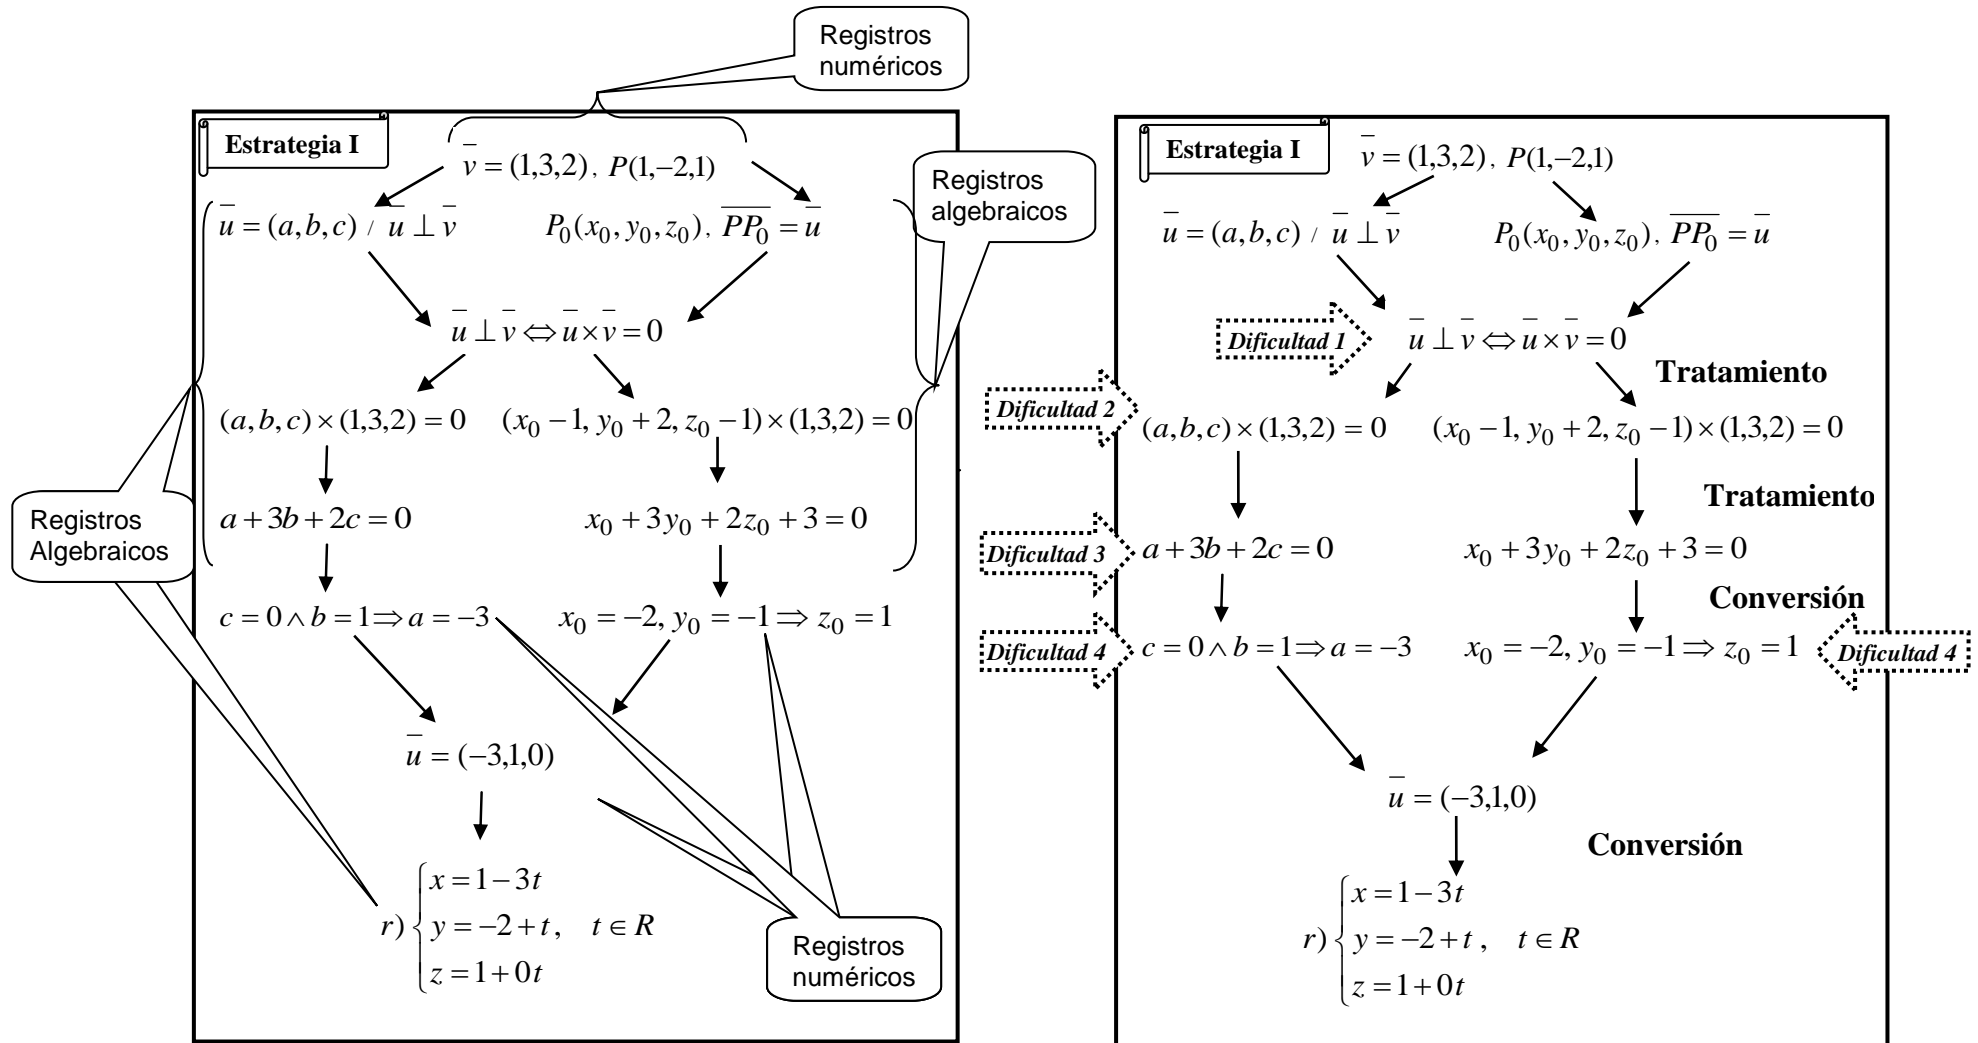 Registros
numéricos
Estrategia I
v̄ = (1,3,2), P(1,−2,1)
Registros
algebraicos
ū = (a,b,c) / ū ⊥ v̄
P₀(x₀, y₀, z₀), \overline{PP₀} = ū
ū ⊥ v̄ ⇔ ū × v̄ = 0
(a,b,c) × (1,3,2) = 0
(x₀ − 1, y₀ + 2, z₀ − 1) × (1,3,2) = 0
Registros
Algebraicos
a + 3b + 2c = 0
x₀ + 3y₀ + 2z₀ + 3 = 0
c = 0 ∧ b = 1 ⇒ a = −3
x₀ = −2, y₀ = −1 ⇒ z₀ = 1
ū = (−3,1,0)
x = 1 − 3t
r) { y = −2 + t, t ∈ R
z = 1 + 0t
Registros
numéricos
Estrategia I
v̄ = (1,3,2), P(1,−2,1)
ū = (a,b,c) / ū ⊥ v̄
P₀(x₀, y₀, z₀), \overline{PP₀} = ū
Dificultad 1
ū ⊥ v̄ ⇔ ū × v̄ = 0
Tratamiento
Dificultad 2
(a,b,c) × (1,3,2) = 0
(x₀ − 1, y₀ + 2, z₀ − 1) × (1,3,2) = 0
Tratamiento
Dificultad 3
a + 3b + 2c = 0
x₀ + 3y₀ + 2z₀ + 3 = 0
Conversión
Dificultad 4
c = 0 ∧ b = 1 ⇒ a = −3
x₀ = −2, y₀ = −1 ⇒ z₀ = 1
Dificultad 4
ū = (−3,1,0)
Conversión
x = 1 − 3t
r) { y = −2 + t , t ∈ R
z = 1 + 0t